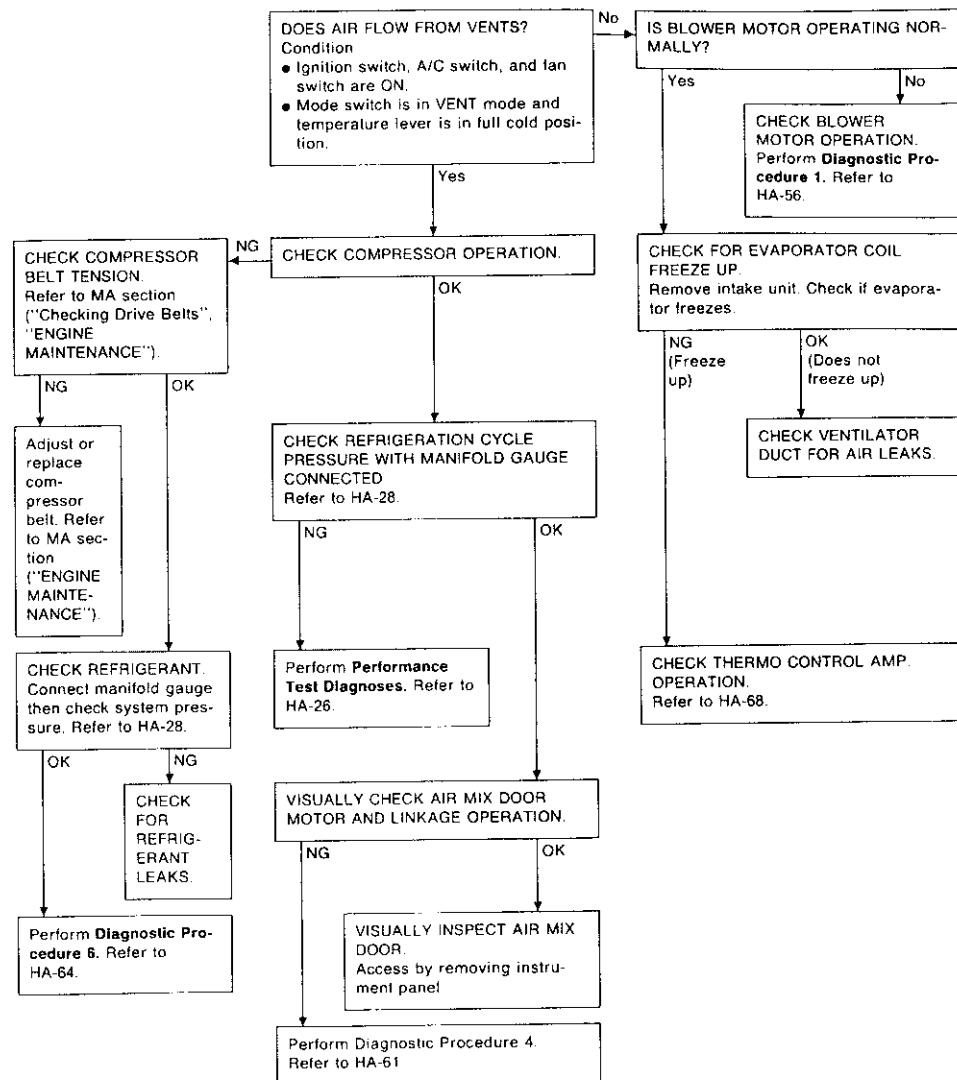 DOES AIR FLOW FROM VENTS?
Condition
• Ignition switch, A/C switch, and fan
switch are ON.
• Mode switch is in VENT mode and
temperature lever is in full cold posi-
tion.
No
IS BLOWER MOTOR OPERATING NOR-
MALLY?
Yes
No
CHECK BLOWER
MOTOR OPERATION.
Perform Diagnostic Pro-
cedure 1. Refer to
HA-56.
Yes
CHECK COMPRESSOR OPERATION.
NG
OK
CHECK COMPRESSOR
BELT TENSION.
Refer to MA section
("Checking Drive Belts",
"ENGINE
MAINTENANCE").
NG
OK
CHECK FOR EVAPORATOR COIL
FREEZE UP.
Remove intake unit. Check if evapora-
tor freezes.
NG
(Freeze
up)
OK
(Does not
freeze up)
CHECK VENTILATOR
DUCT FOR AIR LEAKS.
Adjust or
replace
com-
pressor
belt. Refer
to MA sec-
tion
("ENGINE
MAINTE-
NANCE").
CHECK REFRIGERATION CYCLE
PRESSURE WITH MANIFOLD GAUGE
CONNECTED
Refer to HA-28.
NG
OK
CHECK REFRIGERANT.
Connect manifold gauge
then check system pres-
sure. Refer to HA-28.
OK
NG
Perform Performance
Test Diagnoses. Refer to
HA-26.
CHECK THERMO CONTROL AMP.
OPERATION.
Refer to HA-68.
CHECK
FOR
REFRIG-
ERANT
LEAKS.
VISUALLY CHECK AIR MIX DOOR
MOTOR AND LINKAGE OPERATION.
NG
OK
Perform Diagnostic Pro-
cedure 6. Refer to
HA-64.
VISUALLY INSPECT AIR MIX
DOOR.
Access by removing instru-
ment panel
Perform Diagnostic Procedure 4.
Refer to HA-61